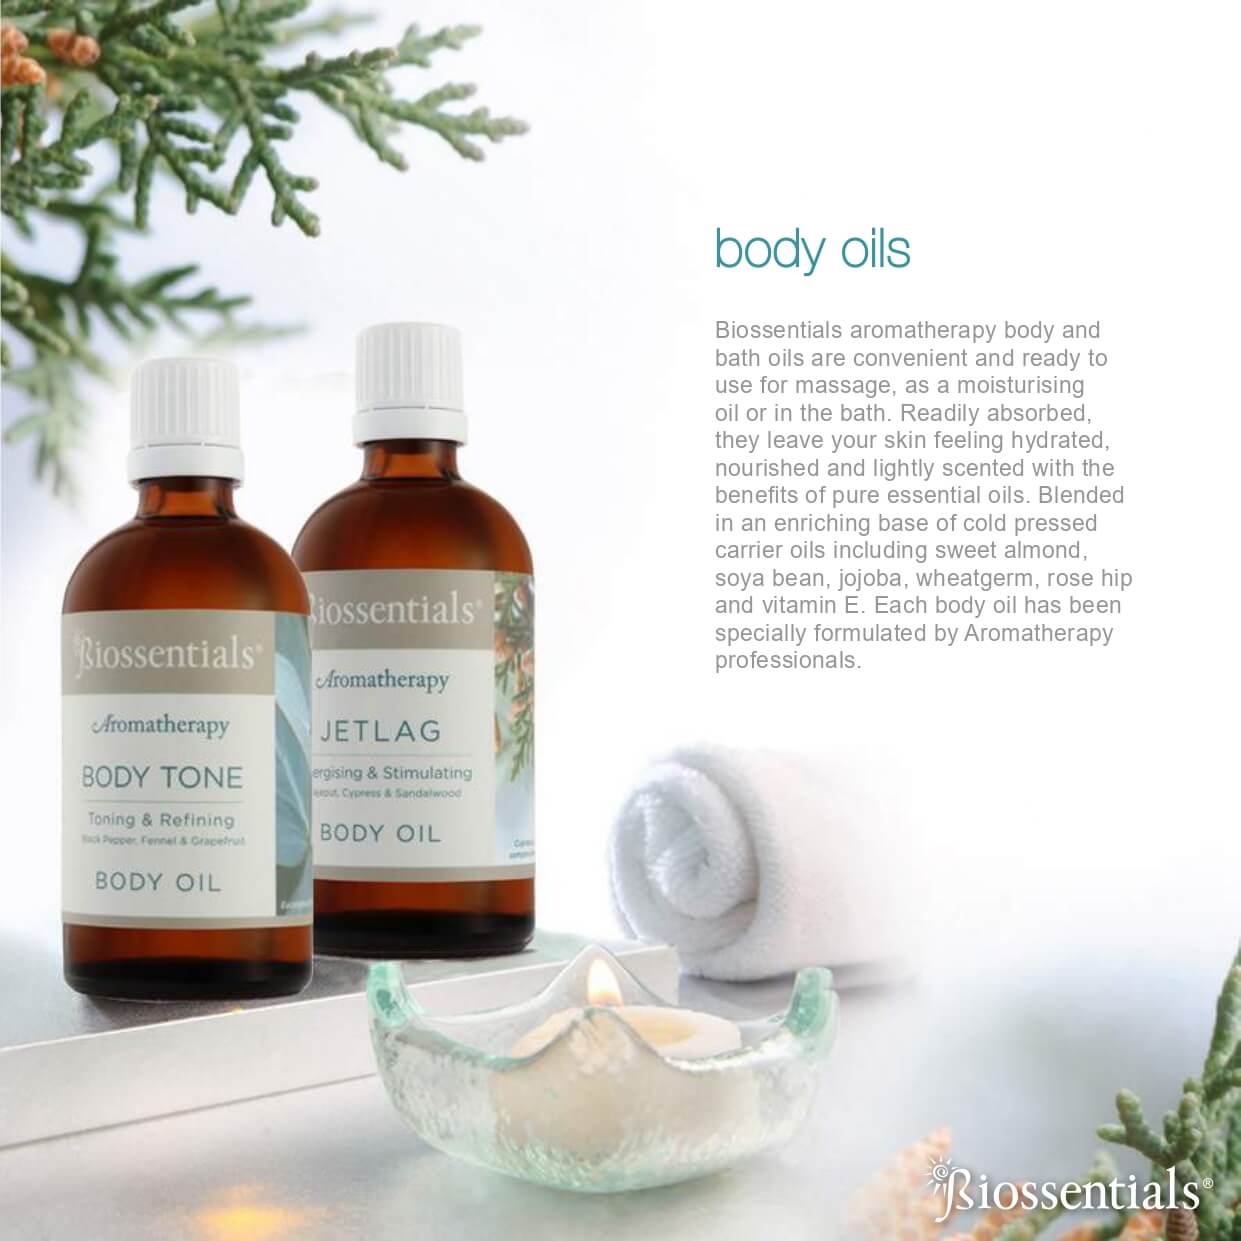 body oils
Biossentials aromatherapy body and
bath oils are convenient and ready to
use for massage, as a moisturising
oil or in the bath. Readily absorbed,
they leave your skin feeling hydrated,
nourished and lightly scented with the
benefits of pure essential oils. Blended
in an enriching base of cold pressed
carrier oils including sweet almond,
soya bean, jojoba, wheatgerm, rose hip
and vitamin E. Each body oil has been
specially formulated by Aromatherapy
professionals.
Biossentials®
Aromatherapy
BODY TONE
Toning & Refining
Black Pepper, Fennel & Grapefruit
BODY OIL
Biossentials®
Aromatherapy
JETLAG
ergising & Stimulating
Cypress & Sandalwood
BODY OIL
Biossentials®